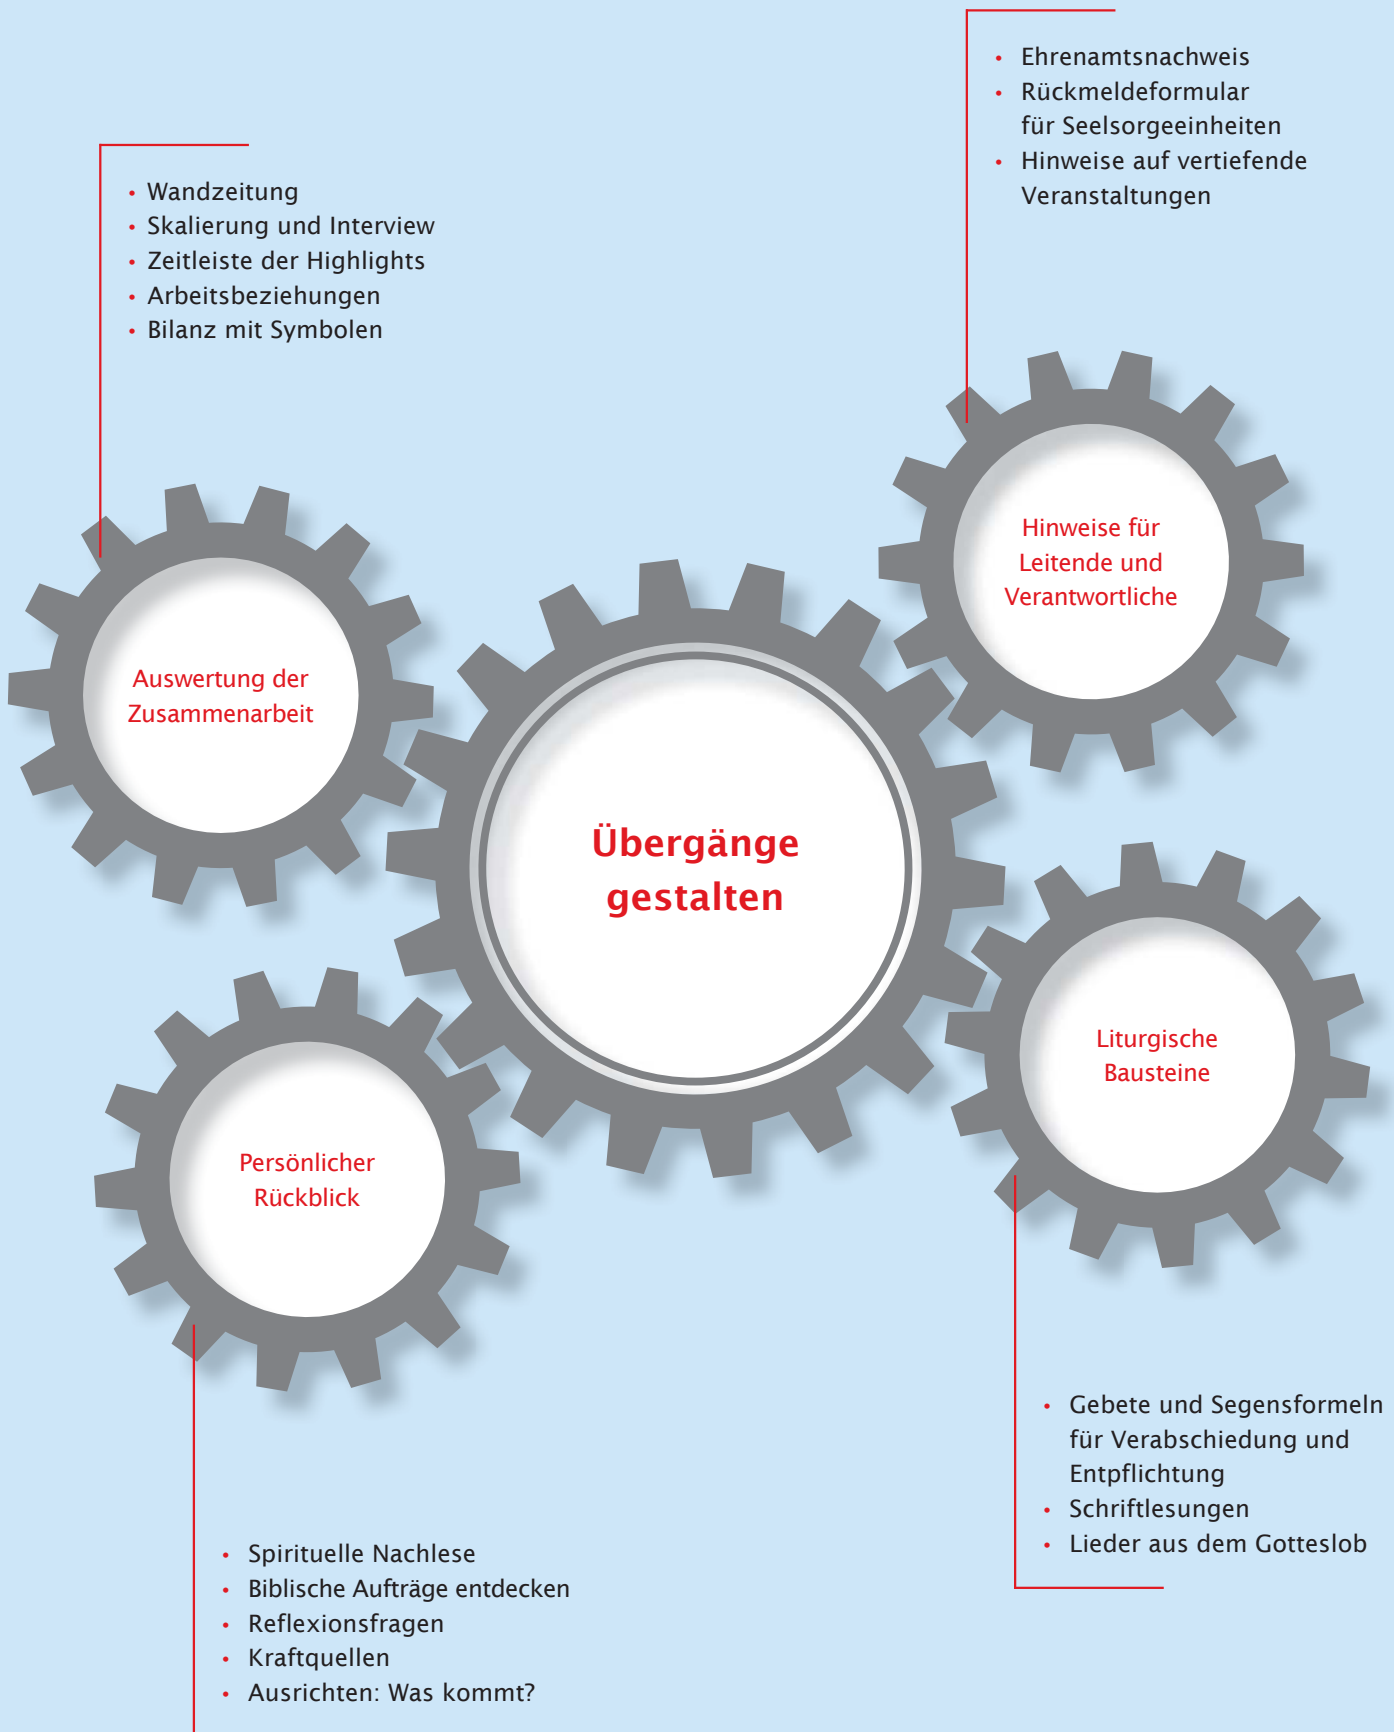 • Ehrenamtsnachweis
• Rückmeldeformular
für Seelsorgeeinheiten
• Hinweise auf vertiefende
Veranstaltungen
• Wandzeitung
• Skalierung und Interview
• Zeitleiste der Highlights
• Arbeitsbeziehungen
• Bilanz mit Symbolen
Hinweise für
Leitende und
Verantwortliche
Auswertung der
Zusammenarbeit
Übergänge
gestalten
Liturgische
Bausteine
Persönlicher
Rückblick
• Gebete und Segensformeln
für Verabschiedung und
Entpflichtung
• Schriftlesungen
• Lieder aus dem Gotteslob
• Spirituelle Nachlese
• Biblische Aufträge entdecken
• Reflexionsfragen
• Kraftquellen
• Ausrichten: Was kommt?